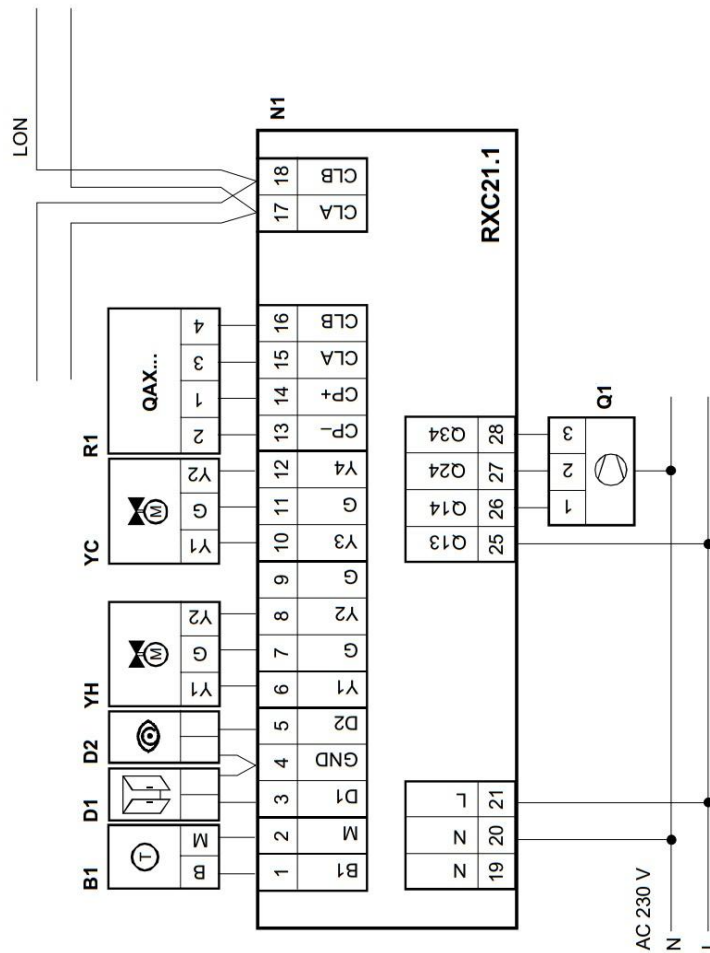 LON
B1 D1 D2 YH YC R1
T M M QAX...
B M Y1 G Y2 Y1 G Y2 2 1 3 4
N1
1 2 3 4 5 6 7 8 9 10 11 12 13 14 15 16 17 18
B1 M D1 GND D2 Y1 G Y2 G Y3 G Y4 CP– CP+ CLA CLB CLA CLB
RXC21.1
N N L Q13 Q14 Q24 Q34
19 20 21 25 26 27 28
1 2 3
Q1
AC 230 V
N